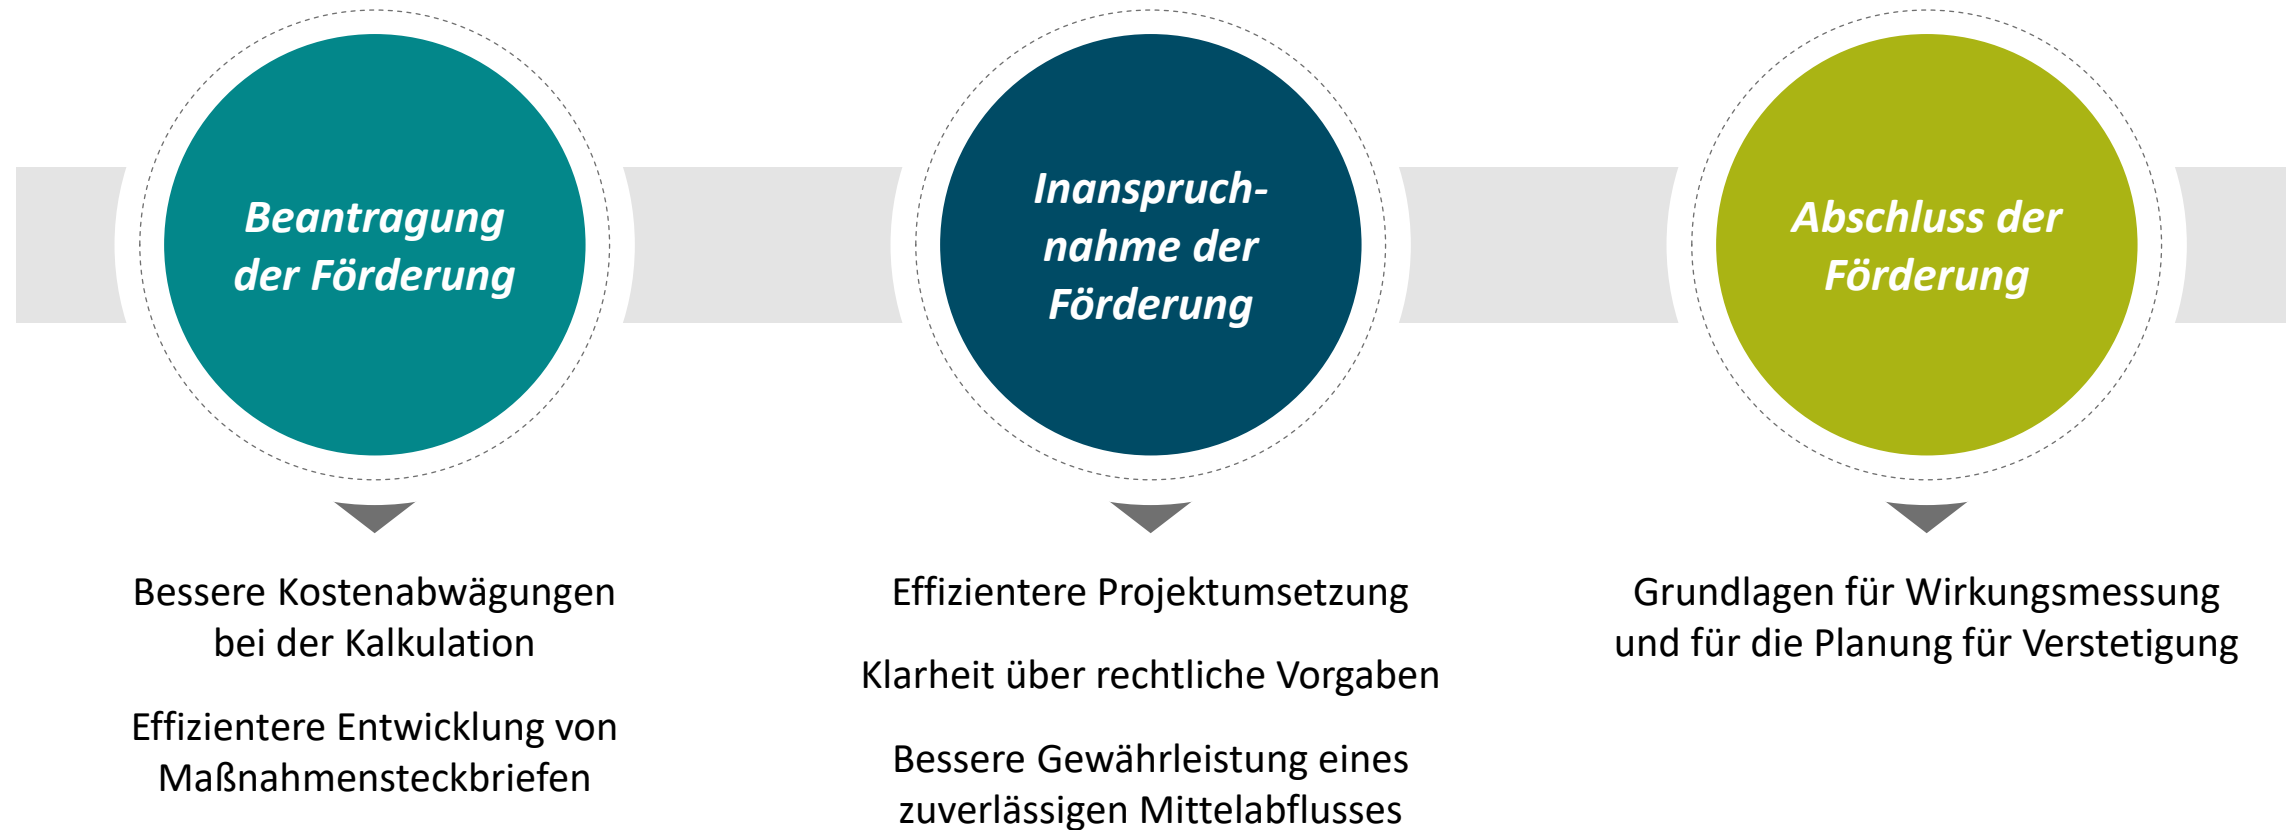 Beantragung
der Förderung
Bessere Kostenabwägungen
bei der Kalkulation
Effizientere Entwicklung von
Maßnahmensteckbriefen
Inanspruch-
nahme der
Förderung
Effizientere Projektumsetzung
Klarheit über rechtliche Vorgaben
Bessere Gewährleistung eines
zuverlässigen Mittelabflusses
Abschluss der
Förderung
Grundlagen für Wirkungsmessung
und für die Planung für Verstetigung